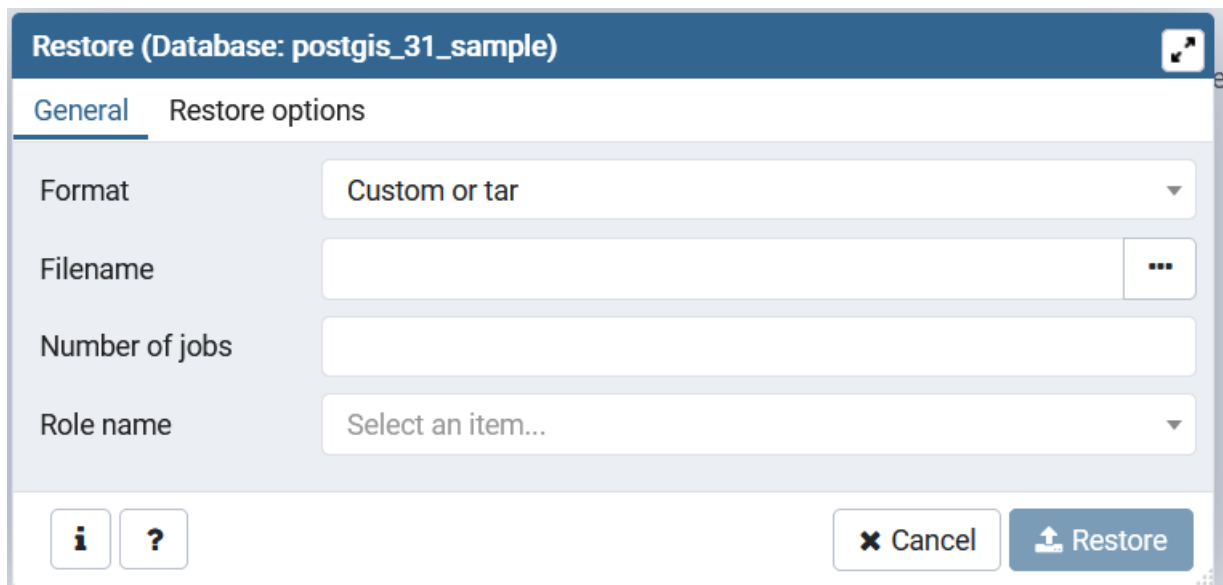 Restore (Database: postgis_31_sample)
e
General Restore options
Format Custom or tar
Filename ...
Number of jobs
Role name Select an item...
i ? Cancel Restore